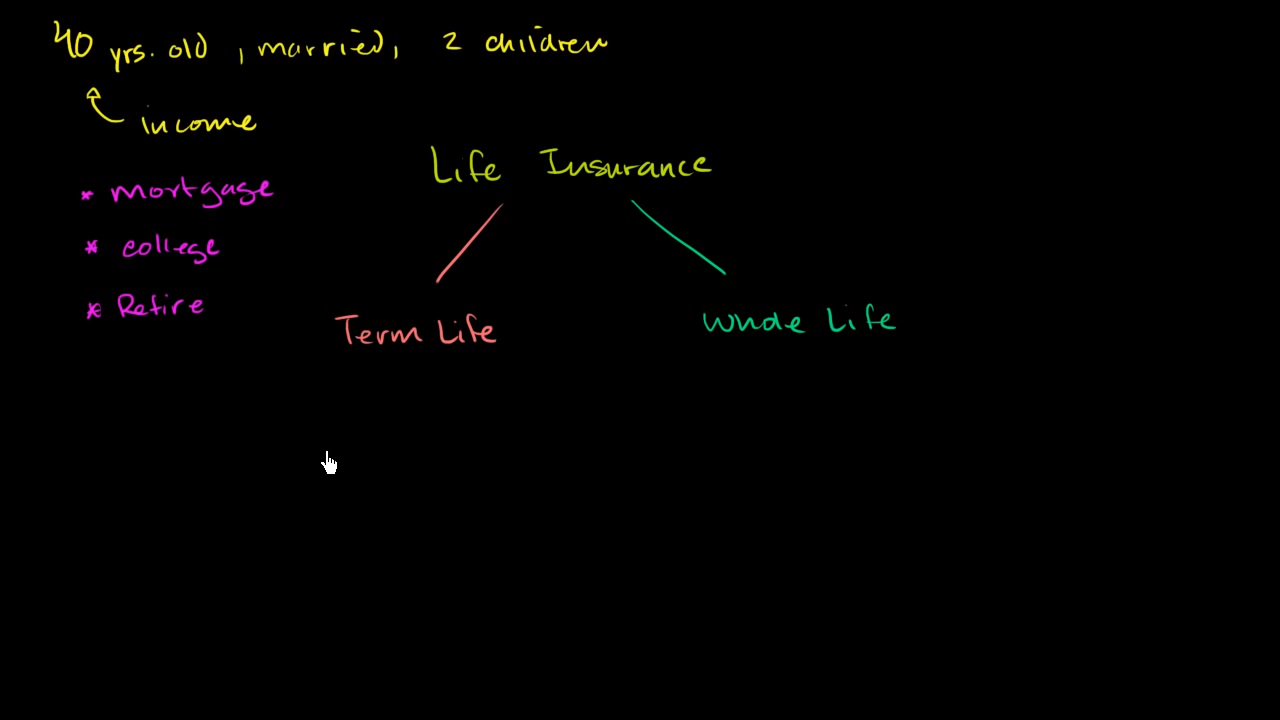 40 yrs. old, married, 2 children
income
* mortgage
* college
* Retire
Life Insurance
Term Life
Whole Life